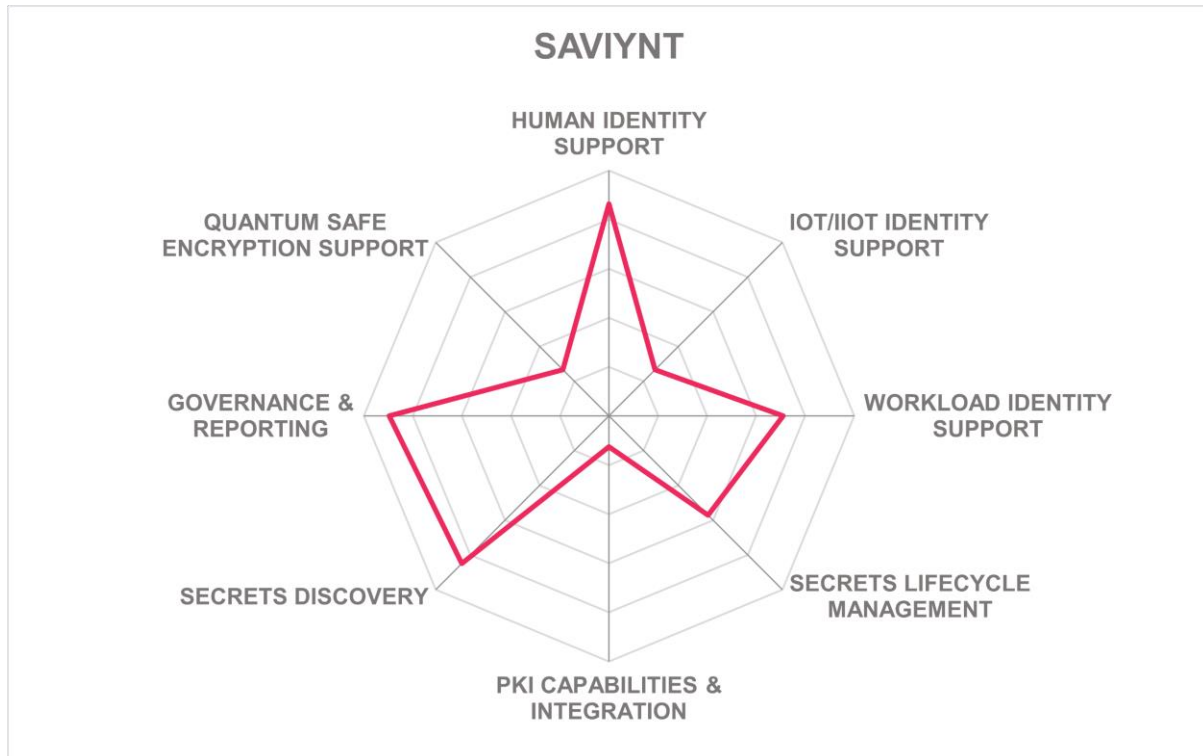 SAVIYNT
HUMAN IDENTITY
SUPPORT
QUANTUM SAFE
ENCRYPTION SUPPORT
IOT/IIOT IDENTITY
SUPPORT
GOVERNANCE &
REPORTING
WORKLOAD IDENTITY
SUPPORT
SECRETS DISCOVERY
SECRETS LIFECYCLE
MANAGEMENT
PKI CAPABILITIES &
INTEGRATION